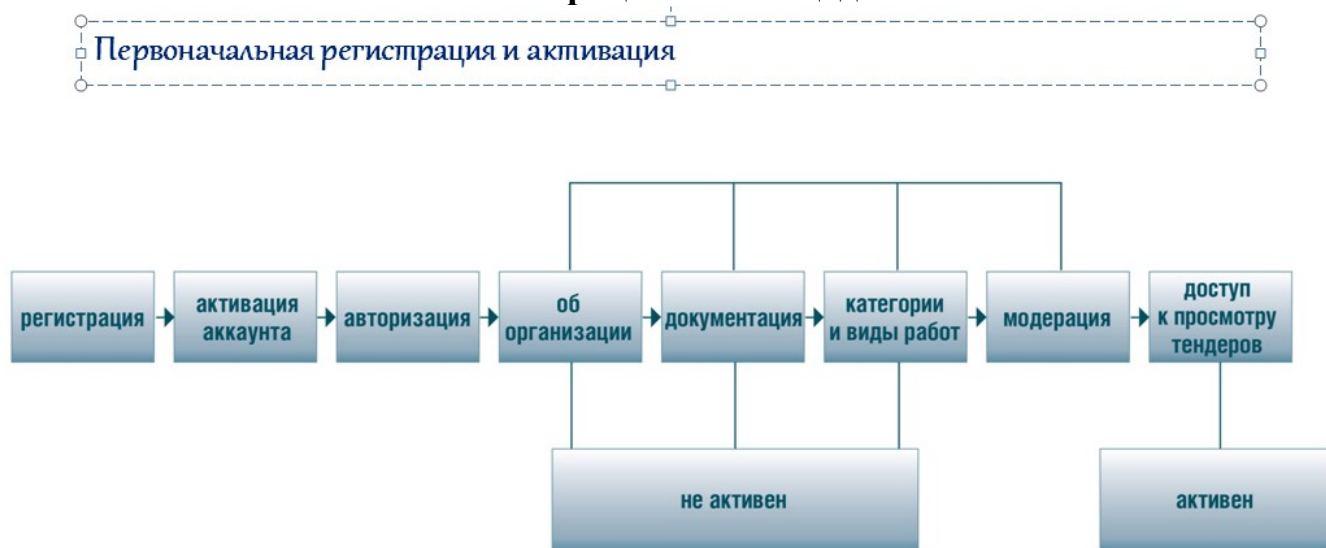 Первоначальная регистрация и активация
регистрация
активация
аккаунта
авторизация
об
организации
документация
категории
и виды работ
модерация
доступ
к просмотру
тендеров
не активен
активен